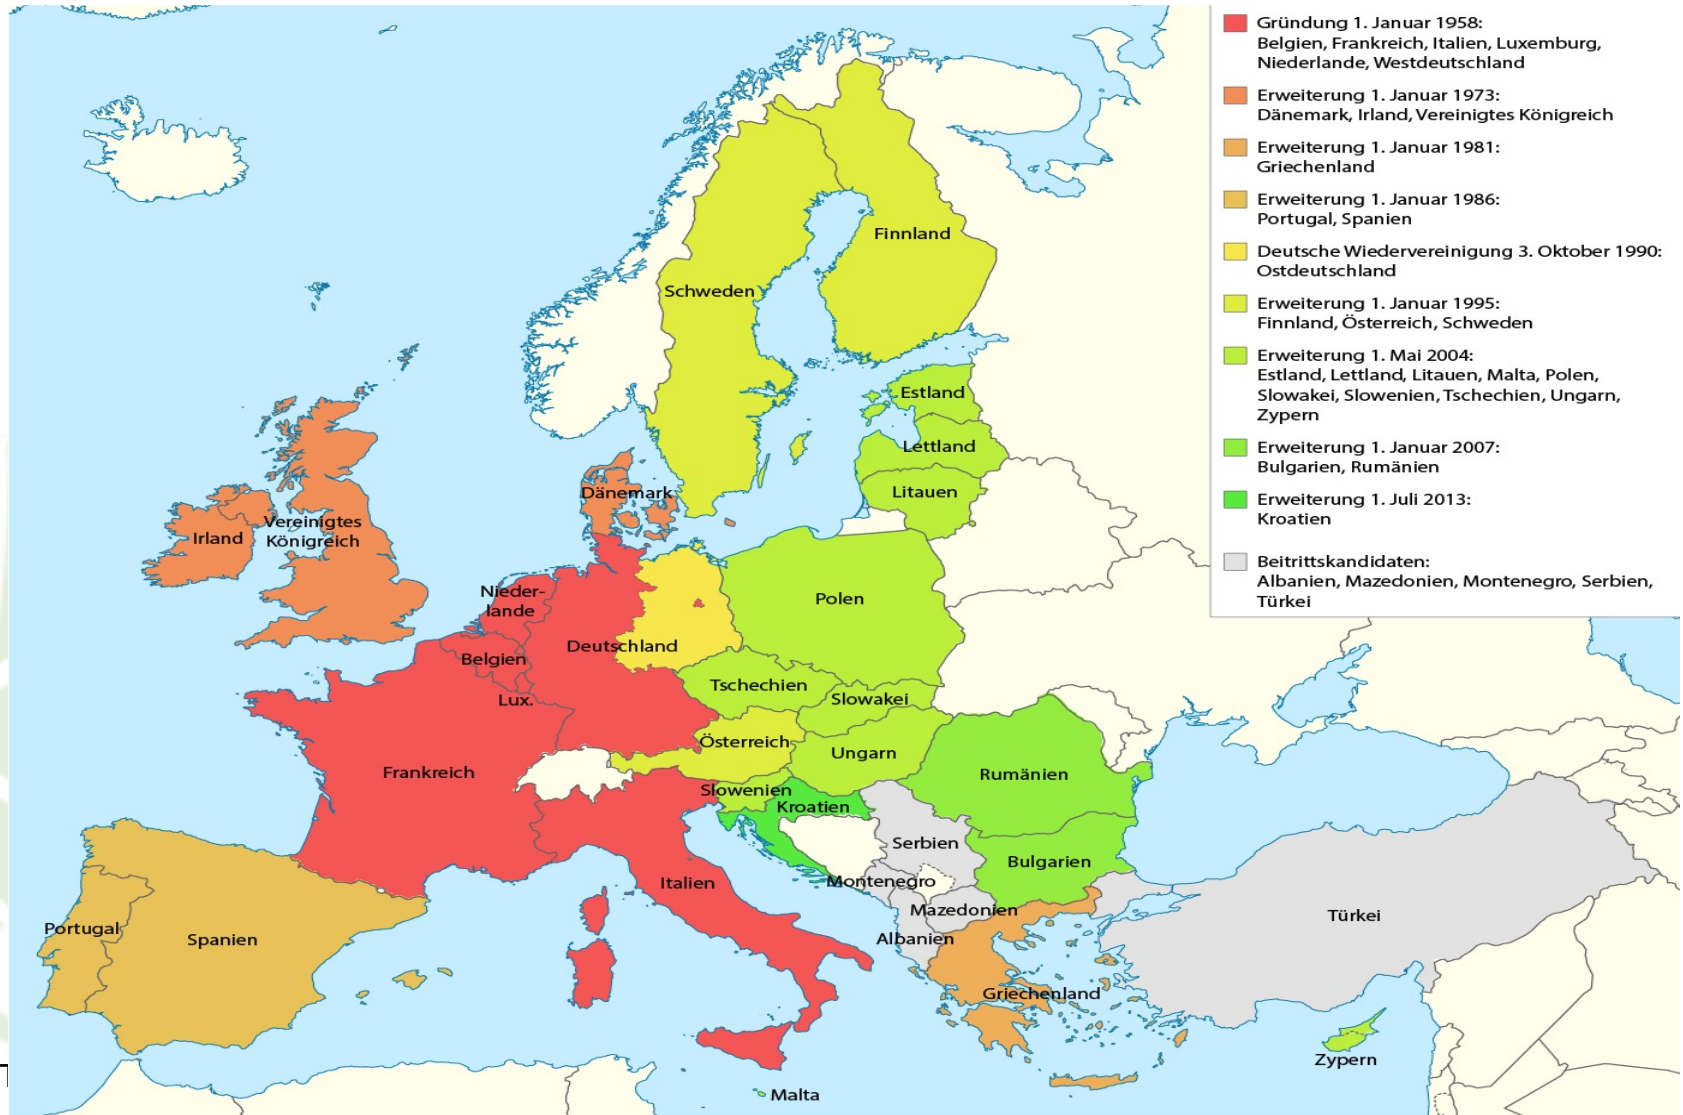 Gründung 1. Januar 1958:
Belgien, Frankreich, Italien, Luxemburg,
Niederlande, Westdeutschland
Erweiterung 1. Januar 1973:
Dänemark, Irland, Vereinigtes Königreich
Erweiterung 1. Januar 1981:
Griechenland
Erweiterung 1. Januar 1986:
Portugal, Spanien
Deutsche Wiedervereinigung 3. Oktober 1990:
Ostdeutschland
Erweiterung 1. Januar 1995:
Finnland, Österreich, Schweden
Erweiterung 1. Mai 2004:
Estland, Lettland, Litauen, Malta, Polen,
Slowakei, Slowenien, Tschechien, Ungarn,
Zypern
Erweiterung 1. Januar 2007:
Bulgarien, Rumänien
Erweiterung 1. Juli 2013:
Kroatien
Beitrittskandidaten:
Albanien, Mazedonien, Montenegro, Serbien,
Türkei
Finnland
Schweden
Estland
Lettland
Litauen
Dänemark
Vereinigtes
Königreich
Irland
Nieder-
lande
Polen
Deutschland
Belgien
Lux.
Tschechien
Slowakei
Österreich
Ungarn
Frankreich
Rumänien
Slowenien
Kroatien
Serbien
Bulgarien
Italien
Montenegro
Mazedonien
Türkei
Portugal
Spanien
Albanien
Griechenland
Zypern
Malta